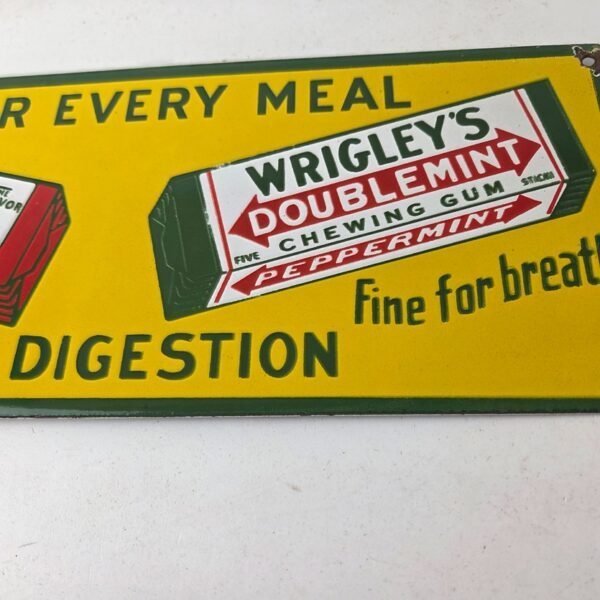 R EVERY MEAL
WRIGLEY'S
DOUBLEMINT
FIVE CHEWING GUM STICKS
PEPPERMINT
Fine for breat
DIGESTION